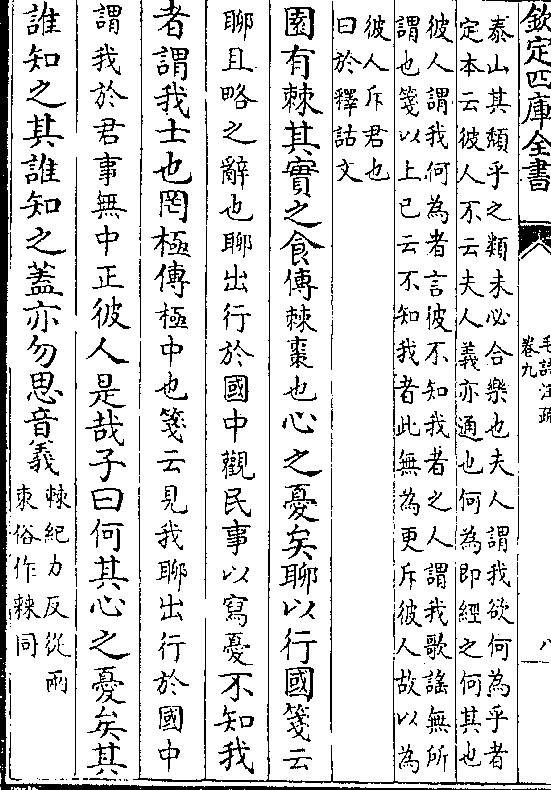 欽定四庫全書
毛詩注疏
卷九
八
泰山其頹乎之類未必合樂也夫人謂我欲何為乎者
定本云彼人不云夫人義亦通也何為即經之何其也
彼人謂我何為者言彼不知我者之人謂我歌謠無所
謂也箋以上已云不知我者此無為更斥彼人故以為
彼人斥君也
曰於釋詁文
園有棘其實之食傳棘棗也心之憂矣聊以行國箋云
聊且略之辭也聊出行於國中觀民事以寫憂不知我
者謂我士也罔極傳極中也箋云見我聊出行於國中
謂我於君事無中正彼人是哉子曰何其心之憂矣其
誰知之其誰知之蓋亦勿思音義
棘紀力反從兩
朿俗作𣗥同